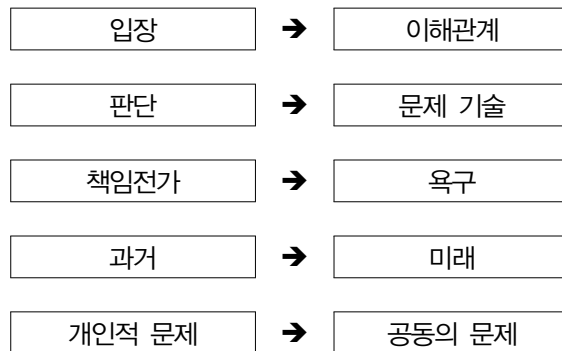 입장 ➔ 이해관계
판단 ➔ 문제 기술
책임전가 ➔ 욕구
과거 ➔ 미래
개인적 문제 ➔ 공동의 문제